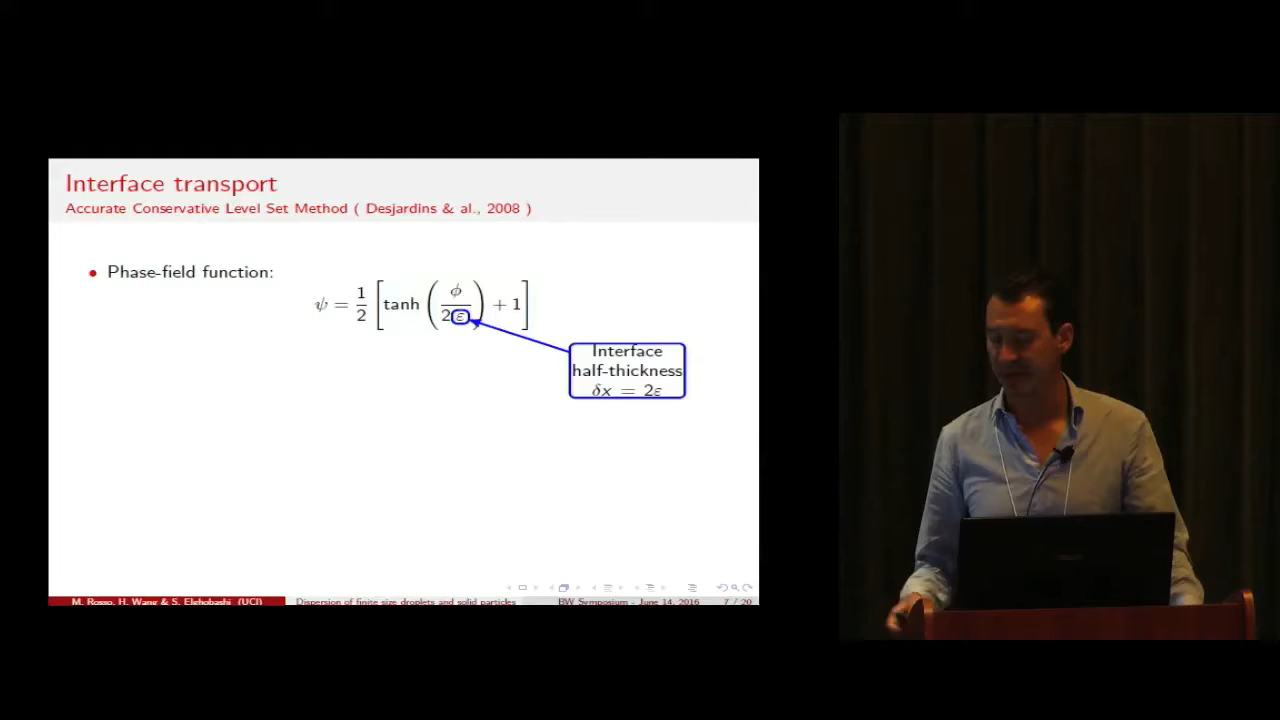 Interface transport
Accurate Conservative Level Set Method ( Desjardins & al., 2008 )
• Phase-field function:
ψ = 1/2 [ tanh ( ϕ / 2ε ) + 1 ]
Interface
half-thickness
δx = 2ε
M. Rosso, H. Wang & S. Elghobashi (UCI) Dispersion of finite size droplets and solid particles BW Symposium - June 14, 2016 7 / 20